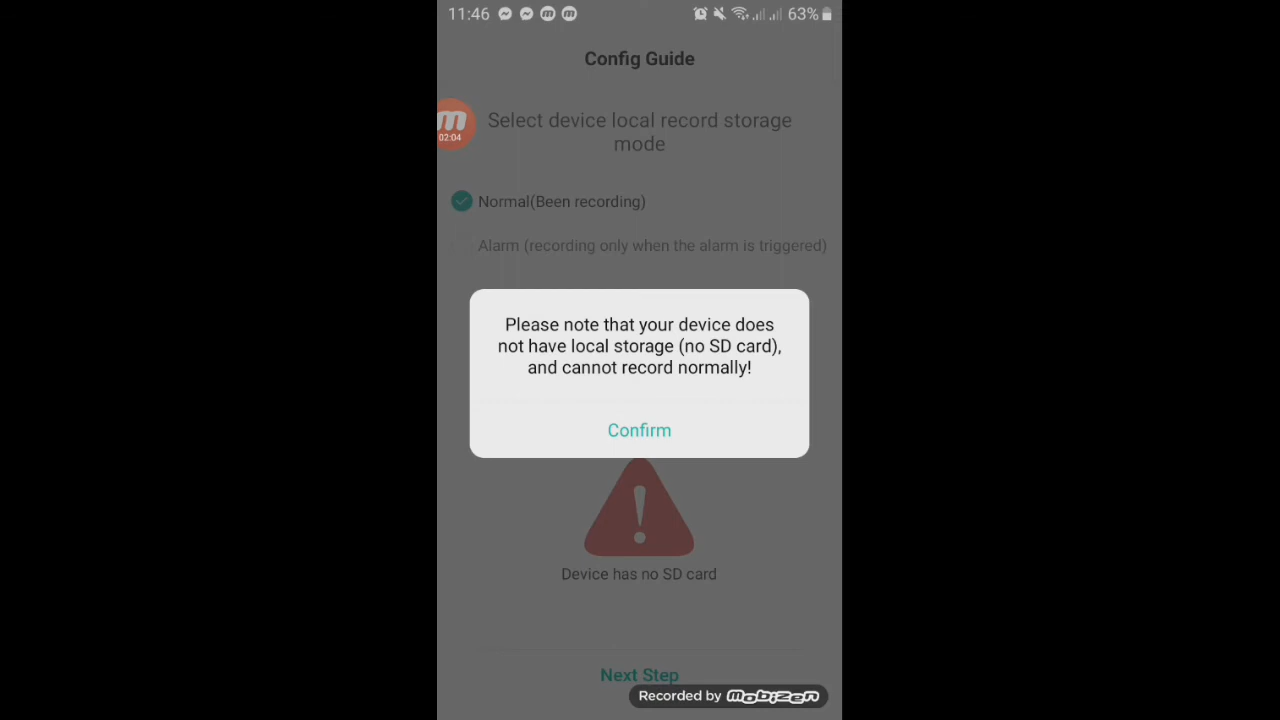 11:46
63%
Config Guide
m
02:04
Select device local record storage
mode
Normal(Been recording)
Alarm (recording only when the alarm is triggered)
Please note that your device does
not have local storage (no SD card),
and cannot record normally!
Confirm
Device has no SD card
Next Step
Recorded by mobizen